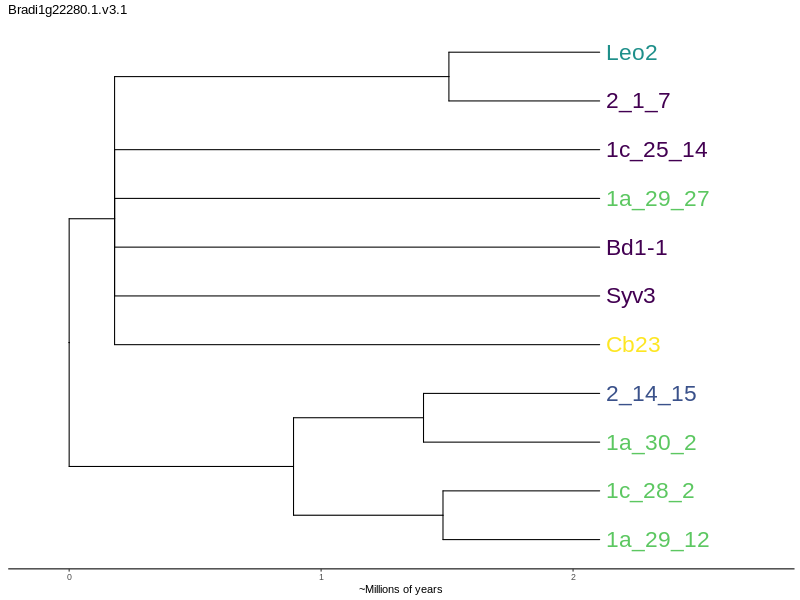 Bradi1g22280.1.v3.1
Leo2
2_1_7
1c_25_14
1a_29_27
Bd1-1
Syv3
Cb23
2_14_15
1a_30_2
1c_28_2
1a_29_12
0 1 2
~Millions of years